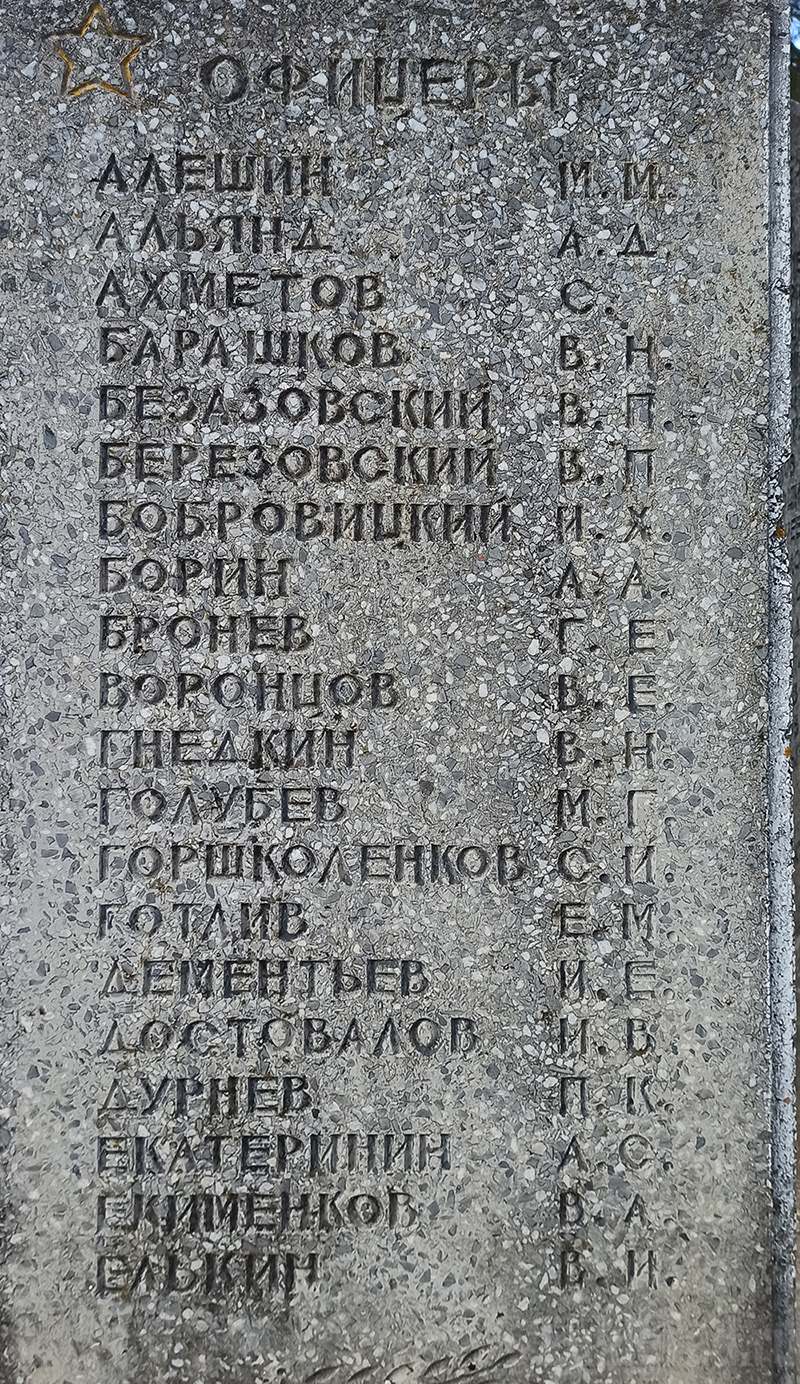 ОФИЦЕРЫ
АЛЕШИН М. М.
АЛЬЯНД А. Д.
АХМЕТОВ С.
БАРАШКОВ В. Н.
БЕЗАЗОВСКИЙ В. П.
БЕРЕЗОВСКИЙ В. П
БОБРОВИЦКИЙ И. Х.
БОРИН А. А.
БРОНЕВ Г. Е
ВОРОНЦОВ В. Е.
ГНЕДКИН В. Н.
ГОЛУБЕВ М. Г
ГОРШКОЛЕНКОВ С. И.
ГОТЛИВ Е. М.
ДЕМЕНТЬЕВ И. Е.
ДОСТОВАЛОВ И. В
ДУРНЕВ П. К.
ЕКАТЕРИНИН А. С.
ЕКИМЕНКОВ В. А
ЕЛЬКИН В. И.